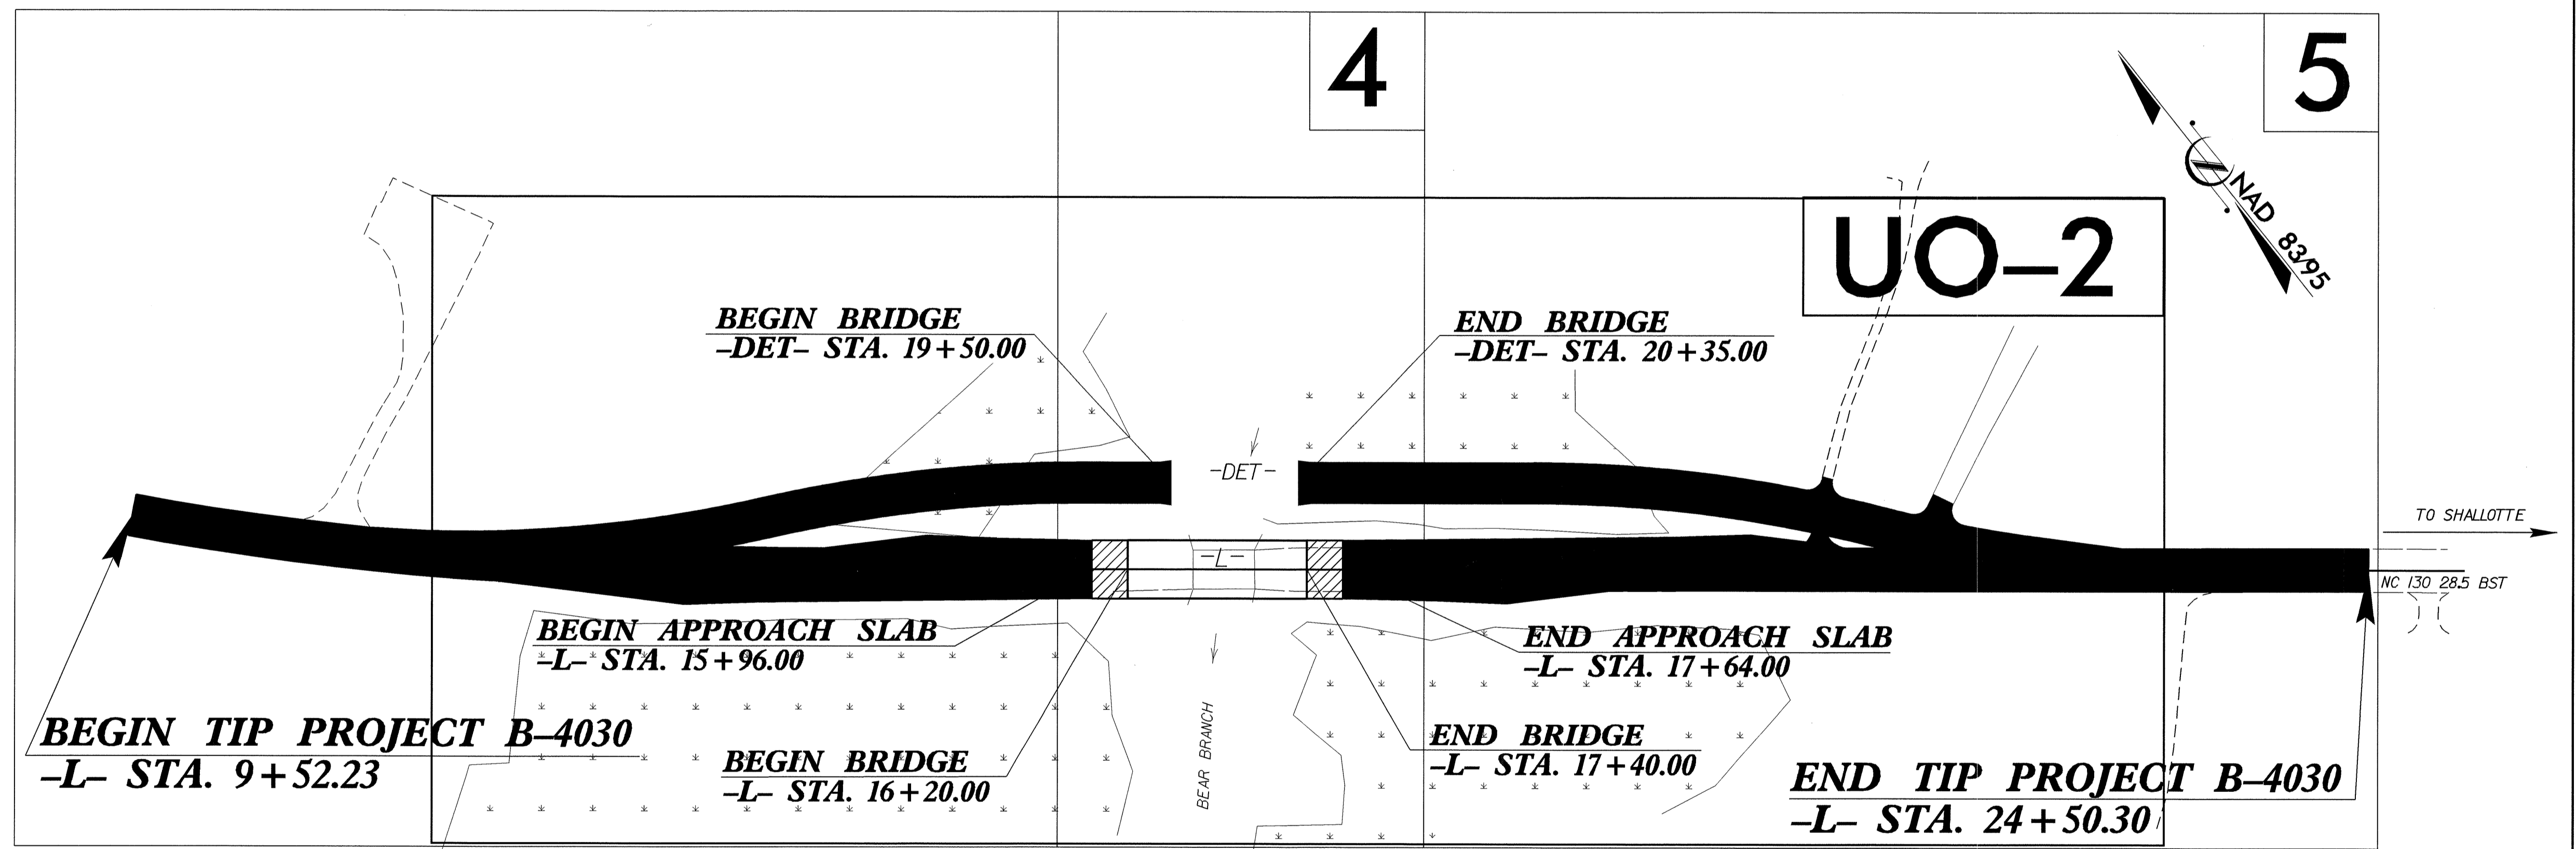 4
5
NAD 83/95
UO-2
BEGIN BRIDGE
-DET- STA. 19+50.00
END BRIDGE
-DET- STA. 20+35.00
-DET-
TO SHALLOTTE
-L-
NC 130 28.5 BST
BEGIN APPROACH SLAB
-L- STA. 15+96.00
END APPROACH SLAB
-L- STA. 17+64.00
BEGIN TIP PROJECT B-4030
-L- STA. 9+52.23
BEGIN BRIDGE
-L- STA. 16+20.00
BEAR BRANCH
END BRIDGE
-L- STA. 17+40.00
END TIP PROJECT B-4030
-L- STA. 24+50.30